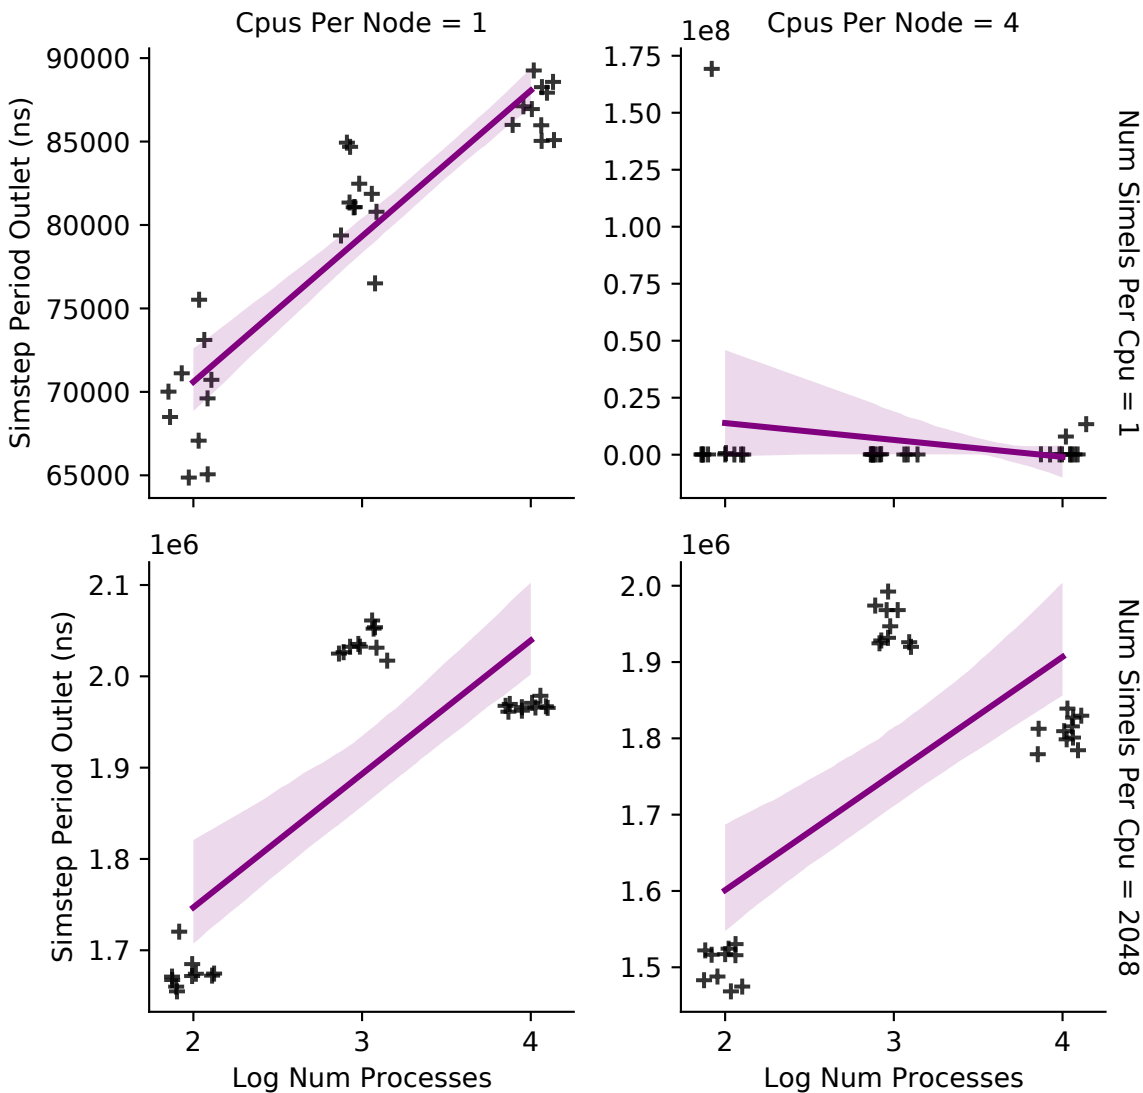 Cpus Per Node = 1
Cpus Per Node = 4
1e8
90000
85000
80000
75000
70000
65000
Simstep Period Outlet (ns)
1.75
1.50
1.25
1.00
0.75
0.50
0.25
0.00
Num Simels Per Cpu = 1
1e6
2.1
2.0
1.9
1.8
1.7
Simstep Period Outlet (ns)
2
3
4
Log Num Processes
1e6
2.0
1.9
1.8
1.7
1.6
1.5
2
3
4
Log Num Processes
Num Simels Per Cpu = 2048